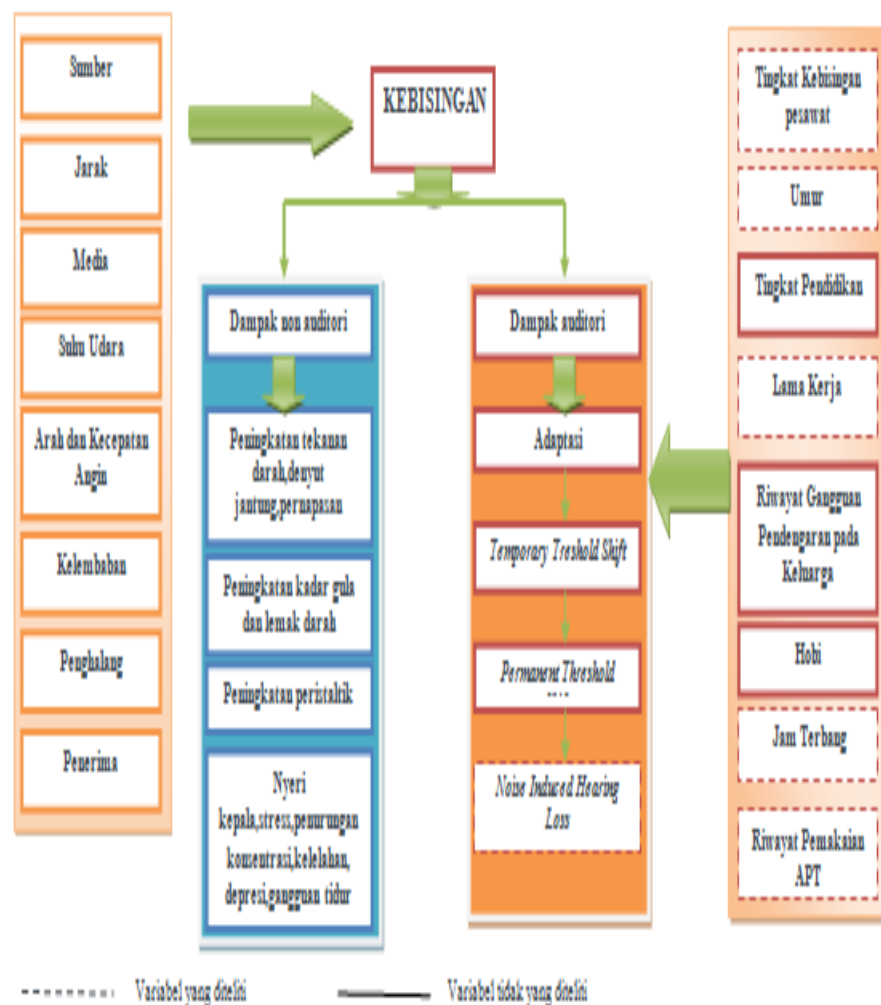 Sumber
Jarak
Media
Suhu Udara
Arah dan Kecepatan
Angin
Kelembaban
Penghalang
Penerima
KEBISINGAN
Dampak non auditori
Peningkatan tekanan
darah,denyut
jantung,pernapasan
Peningkatan kadar gula
dan lemak darah
Peningkatan peristaltik
Nyeri
kepala,stress,penurungan
konsentrasi,kelelahan,
depresi,gangguan tidur
Dampak auditori
Adaptasi
Temporary Treshold Shift
Permanent Threshold
Noise Induced Hearing
Loss
Tingkat Kebisingan
pesawat
Umur
Tingkat Pendidikan
Lama Kerja
Riwayat Gangguan
Pendengaran pada
Keluarga
Hobi
Jam Terbang
Riwayat Pemakaian
APT
Variabel yang diteliti
Variabel tidak yang diteliti